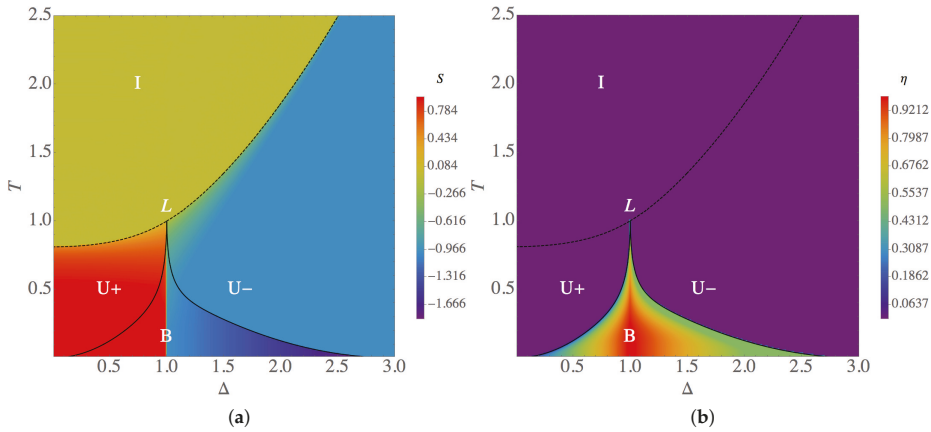 2.5
2.0
1.5
1.0
0.5
T
I
L
U+
U−
B
0.5 1.0 1.5 2.0 2.5 3.0
Δ
S
0.784
0.434
0.084
−0.266
−0.616
−0.966
−1.316
−1.666
(a)
2.5
2.0
1.5
1.0
0.5
T
I
L
U+
U−
B
0.5 1.0 1.5 2.0 2.5 3.0
Δ
η
0.9212
0.7987
0.6762
0.5537
0.4312
0.3087
0.1862
0.0637
(b)